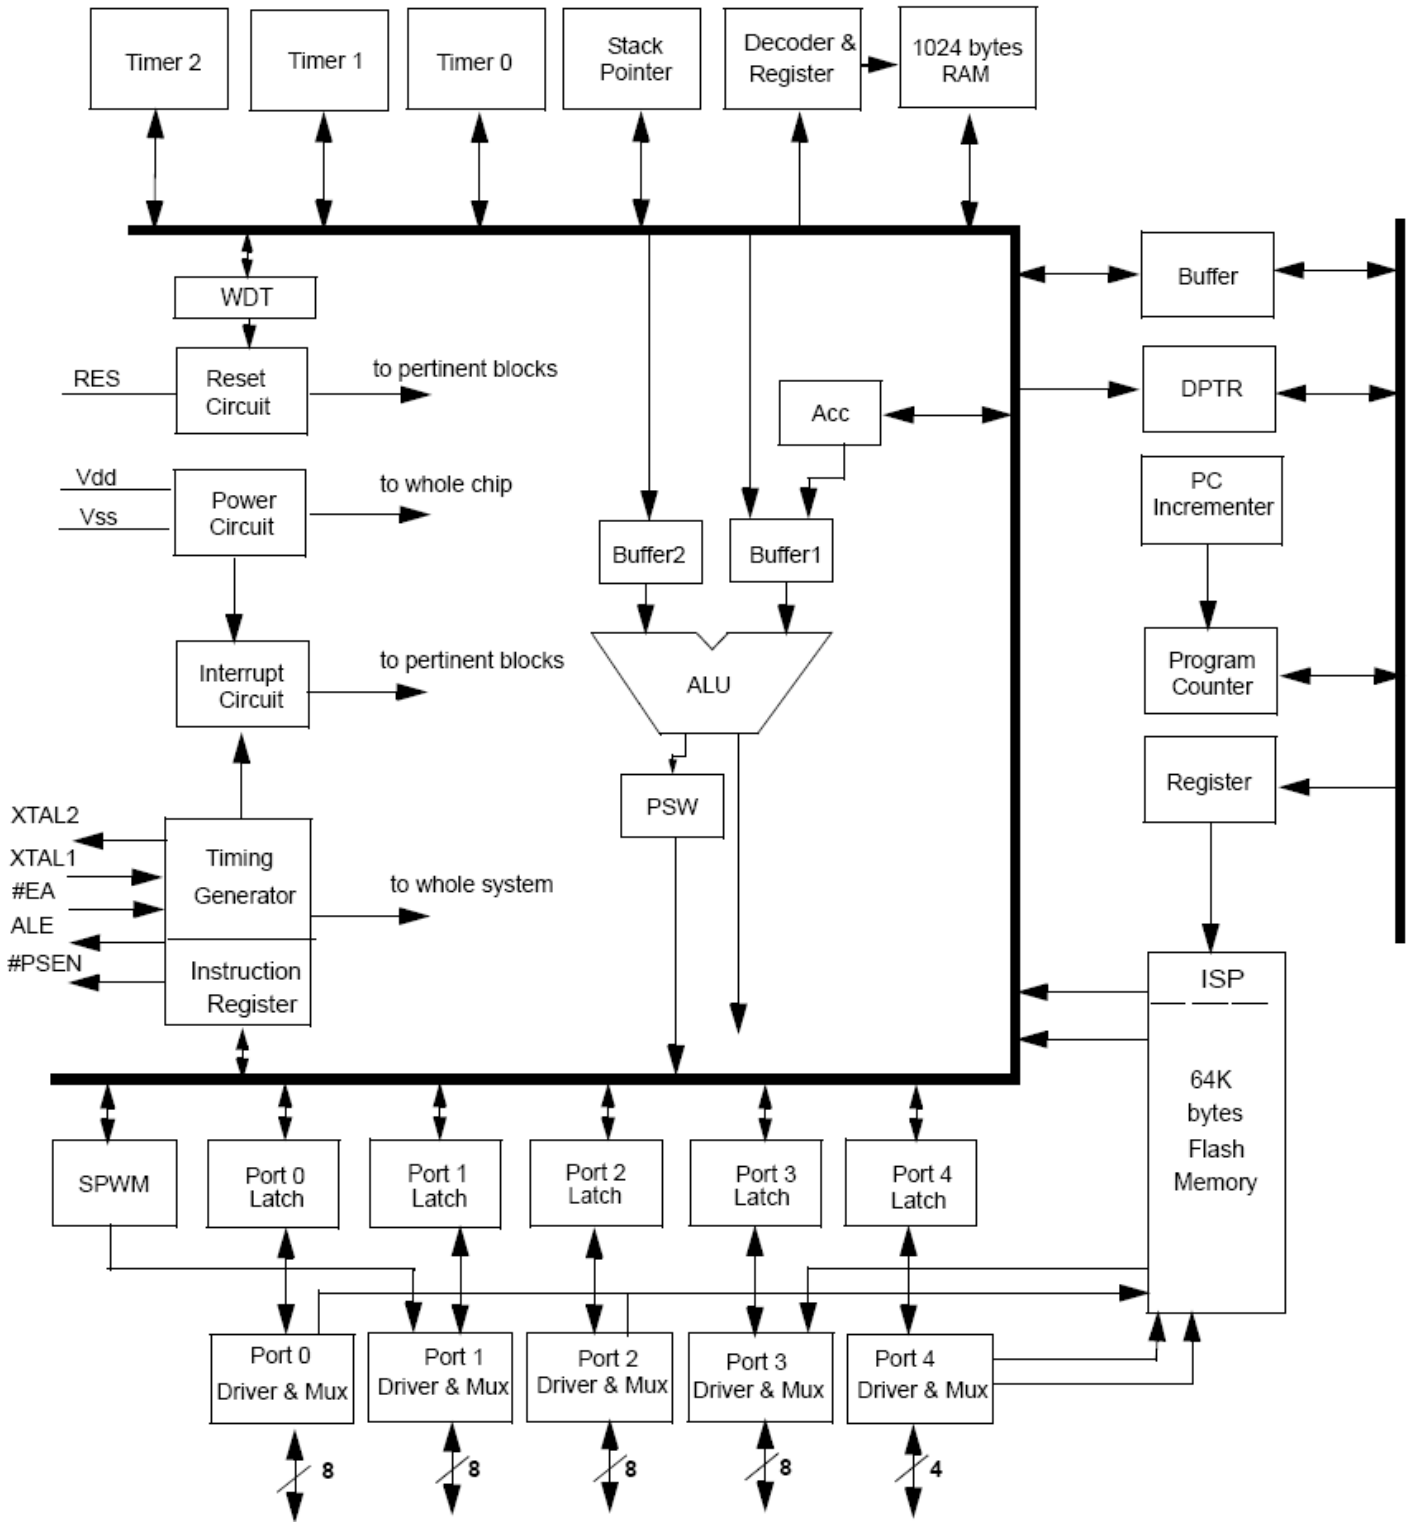 Timer 2
Timer 1
Timer 0
Stack
Pointer
Decoder &
Register
1024 bytes
RAM
WDT
Buffer
RES
Reset
Circuit
to pertinent blocks
DPTR
Acc
Vdd
Vss
Power
Circuit
to whole chip
PC
Incrementer
Buffer2
Buffer1
Interrupt
Circuit
to pertinent blocks
ALU
Program
Counter
Register
PSW
XTAL2
XTAL1
#EA
ALE
#PSEN
Timing
Generator
to whole system
Instruction
Register
ISP
64K
bytes
Flash
Memory
SPWM
Port 0
Latch
Port 1
Latch
Port 2
Latch
Port 3
Latch
Port 4
Latch
Port 0
Driver & Mux
Port 1
Driver & Mux
Port 2
Driver & Mux
Port 3
Driver & Mux
Port 4
Driver & Mux
8
8
8
8
4